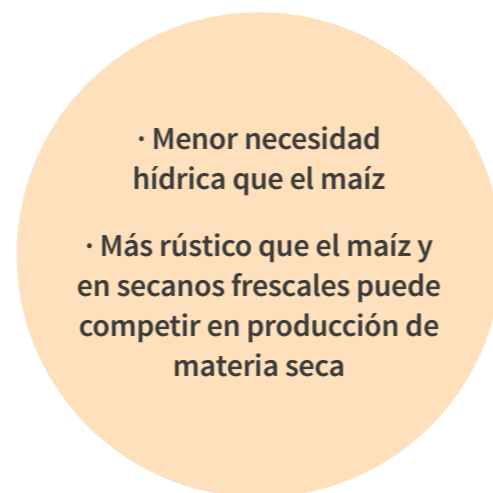 · Menor necesidad
hídrica que el maíz
· Más rústico que el maíz y
en secanos frescales puede
competir en producción de
materia seca